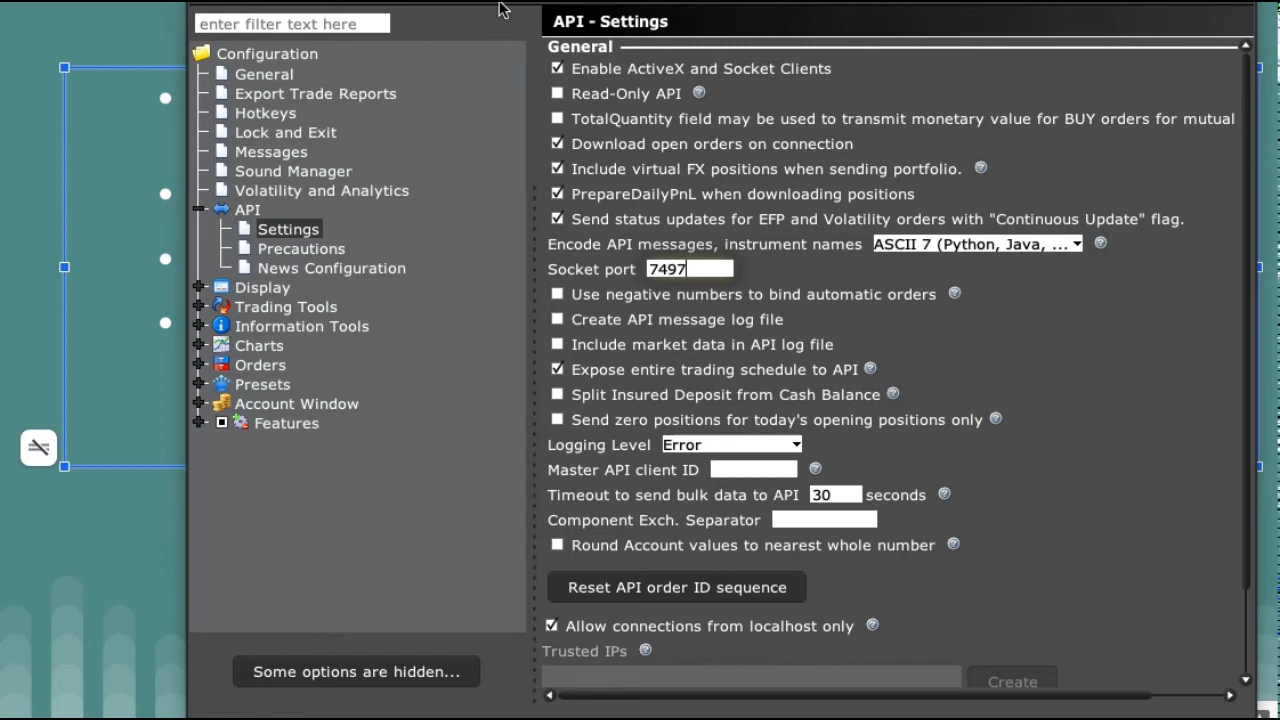 enter filter text here
Configuration
General
Export Trade Reports
Hotkeys
Lock and Exit
Messages
Sound Manager
Volatility and Analytics
API
Settings
Precautions
News Configuration
Display
Trading Tools
Information Tools
Charts
Orders
Presets
Account Window
Features
Some options are hidden...
API - Settings
General
Enable ActiveX and Socket Clients
Read-Only API
TotalQuantity field may be used to transmit monetary value for BUY orders for mutual
Download open orders on connection
Include virtual FX positions when sending portfolio.
PrepareDailyPnL when downloading positions
Send status updates for EFP and Volatility orders with "Continuous Update" flag.
Encode API messages, instrument names ASCII 7 (Python, Java, ...
Socket port 7497
Use negative numbers to bind automatic orders
Create API message log file
Include market data in API log file
Expose entire trading schedule to API
Split Insured Deposit from Cash Balance
Send zero positions for today's opening positions only
Logging Level Error
Master API client ID
Timeout to send bulk data to API 30 seconds
Component Exch. Separator
Round Account values to nearest whole number
Reset API order ID sequence
Allow connections from localhost only
Trusted IPs
Create